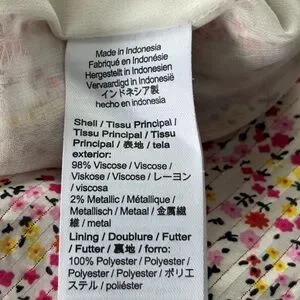 Made in Indonesia
Fabriqué en Indonésie
Hergestellt in Indonesien
Vervaardigd in Indonesië
インドネシア製
hecho en indonesia
Shell / Tissu Principal /
Tissu Principal / Tissu
Principal / 表地 / tela
exterior:
98% Viscose / Viscose /
Viskose / Viscose / レーヨン
/ viscosa
2% Metallic / Métallique /
Metallisch / Metaal / 金属繊
維 / metal
Lining / Doublure / Futter
/ Futter / 裏地 / forro:
100% Polyester / Polyester /
Polyester / Polyester / ポリエ
ステル / poliéster